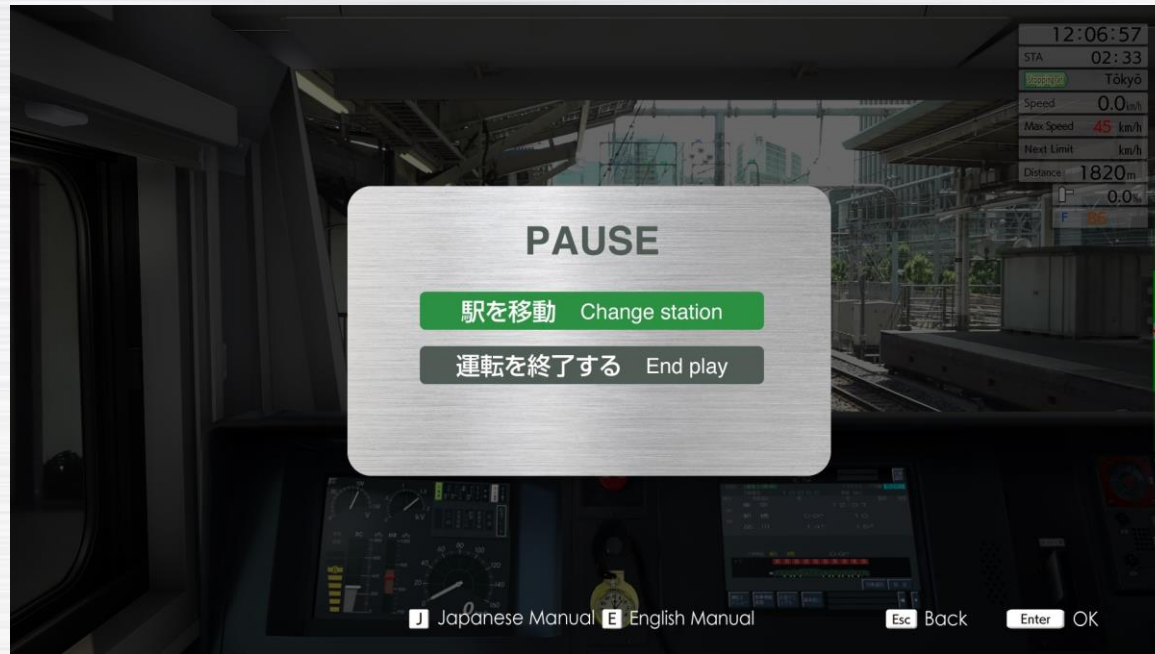 12:06:57
STA 02:33
Tōkyō
Speed 0.0km/h
Max Speed 45 km/h
Next Limit km/h
Distance 1820m
0.0‰
F 86
PAUSE
駅を移動 Change station
運転を終了する End play
J Japanese Manual E English Manual
Esc Back Enter OK